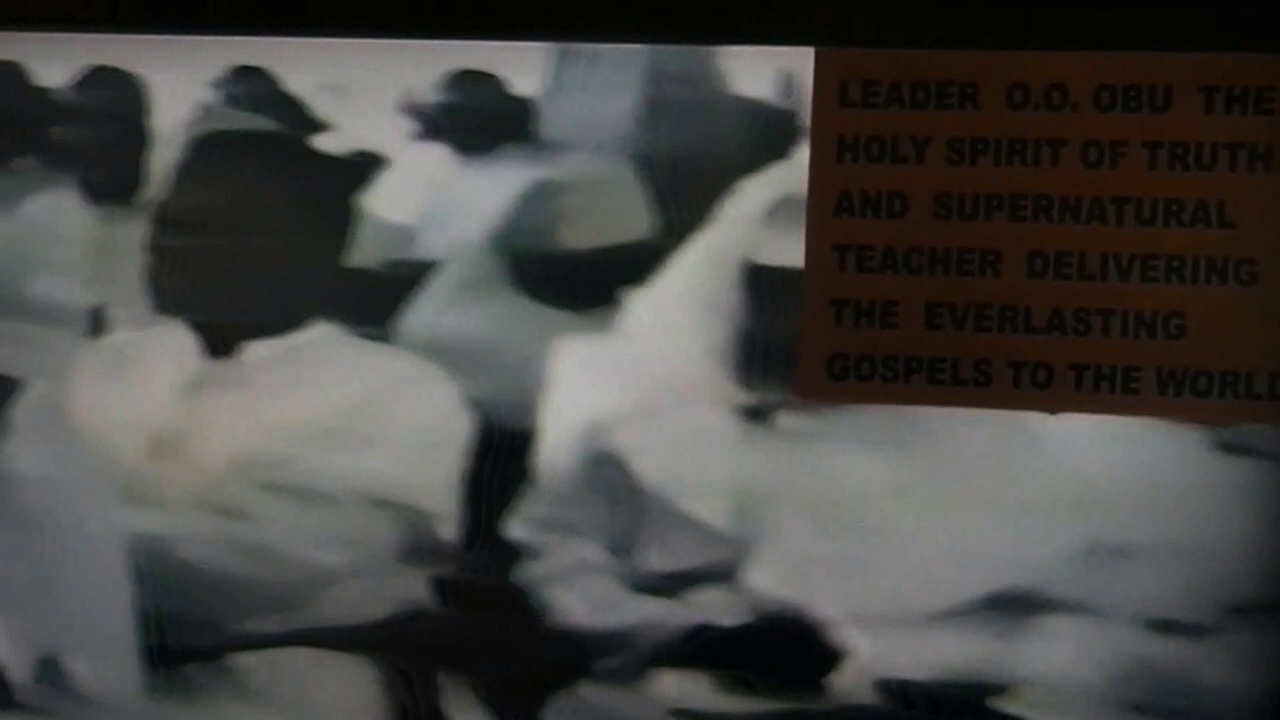 LEADER O.O. OBU THE
HOLY SPIRIT OF TRUTH
AND SUPERNATURAL
TEACHER DELIVERING
THE EVERLASTING
GOSPELS TO THE WORLD